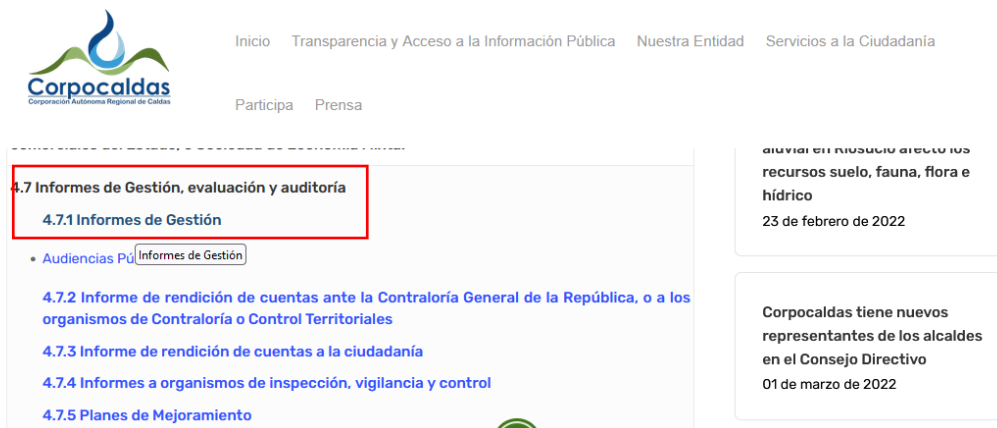 Corpocaldas
Corporación Autónoma Regional de Caldas
Inicio Transparencia y Acceso a la Información Pública Nuestra Entidad Servicios a la Ciudadanía
Participa Prensa
4.7 Informes de Gestión, evaluación y auditoría
4.7.1 Informes de Gestión
Audiencias Pú
Informes de Gestión
4.7.2 Informe de rendición de cuentas ante la Contraloría General de la República, o a los
organismos de Contraloría o Control Territoriales
4.7.3 Informe de rendición de cuentas a la ciudadanía
4.7.4 Informes a organismos de inspección, vigilancia y control
4.7.5 Planes de Mejoramiento
aluvial en Riosucio afectó los
recursos suelo, fauna, flora e
hídrico
23 de febrero de 2022
Corpocaldas tiene nuevos
representantes de los alcaldes
en el Consejo Directivo
01 de marzo de 2022